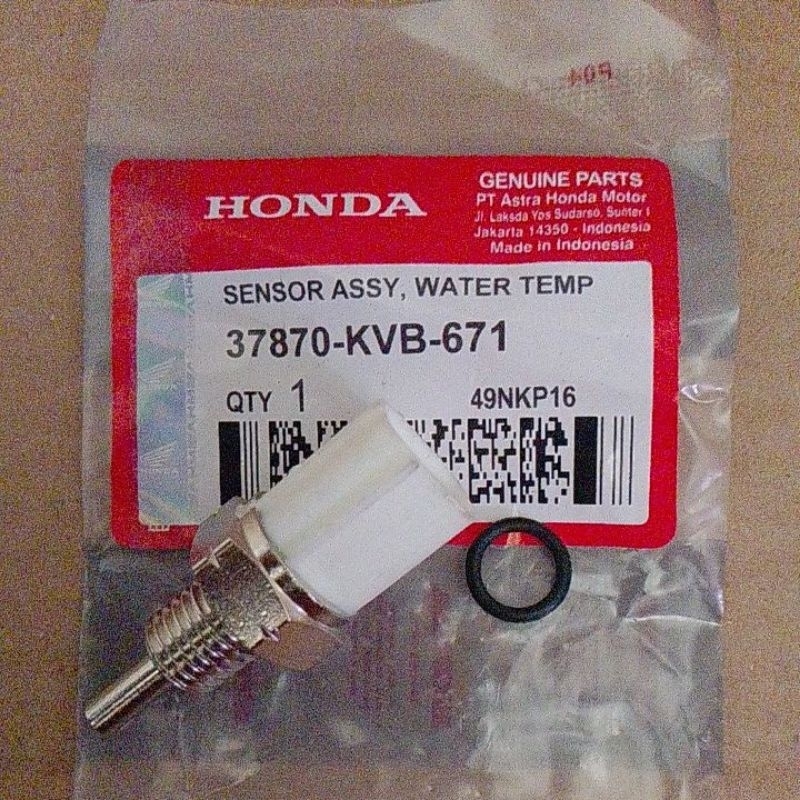 HONDA
GENUINE PARTS
PT Astra Honda Motor
Jl. Laksda Yos Sudarso, Sunter I
Jakarta 14350 - Indonesia
Made in Indonesia
SENSOR ASSY, WATER TEMP
37870-KVB-671
QTY 1
49NKP16